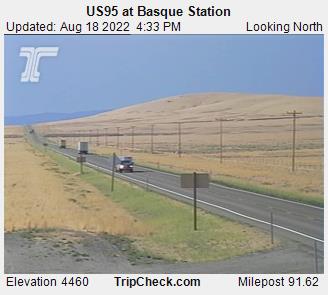 US95 at Basque Station
Updated: Aug 18 2022 4:33 PM Looking North
Elevation 4460 TripCheck.com Milepost 91.62